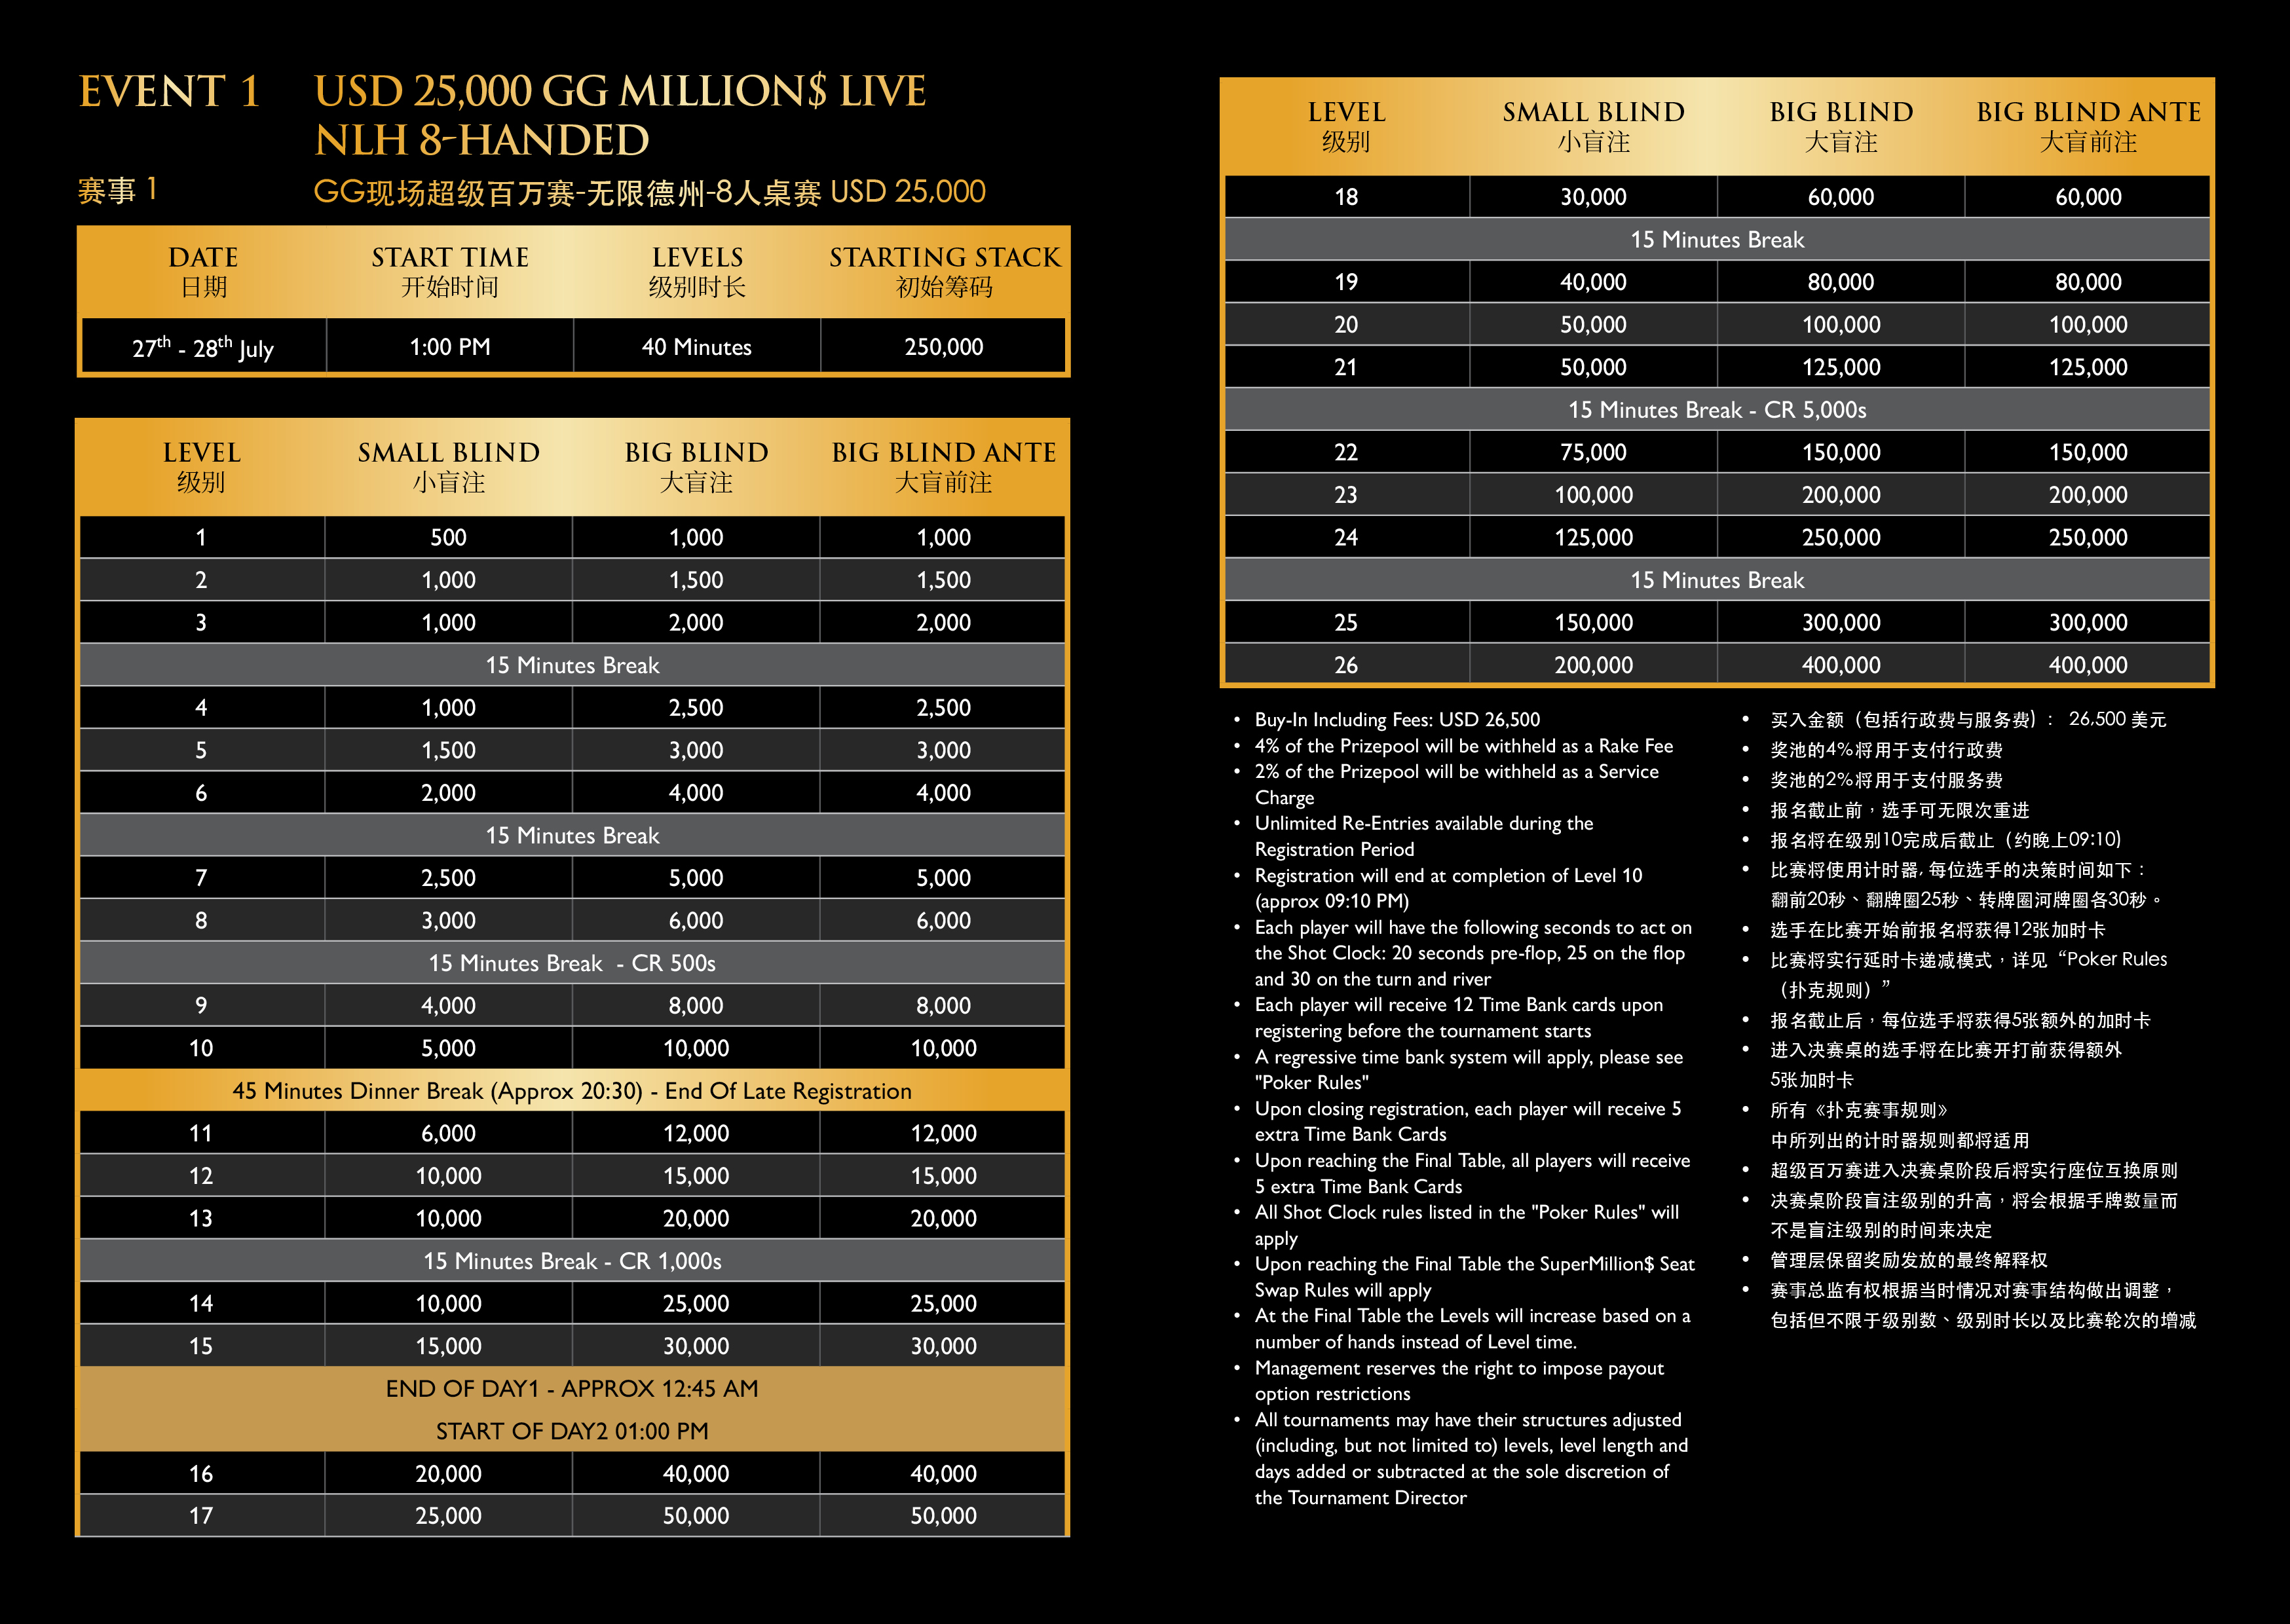 EVENT 1
USD 25,000 GG MILLION$ LIVE
NLH 8-HANDED
赛事 1
GG现场超级百万赛-无限德州-8人桌赛 USD 25,000
DATE START TIME LEVELS STARTING STACK
日期 开始时间 级别时长 初始筹码
27th - 28th July 1:00 PM 40 Minutes 250,000
LEVEL SMALL BLIND BIG BLIND BIG BLIND ANTE
级别 小盲注 大盲注 大盲前注
1 500 1,000 1,000
2 1,000 1,500 1,500
3 1,000 2,000 2,000
15 Minutes Break
4 1,000 2,500 2,500
5 1,500 3,000 3,000
6 2,000 4,000 4,000
15 Minutes Break
7 2,500 5,000 5,000
8 3,000 6,000 6,000
15 Minutes Break - CR 500s
9 4,000 8,000 8,000
10 5,000 10,000 10,000
45 Minutes Dinner Break (Approx 20:30) - End Of Late Registration
11 6,000 12,000 12,000
12 10,000 15,000 15,000
13 10,000 20,000 20,000
15 Minutes Break - CR 1,000s
14 10,000 25,000 25,000
15 15,000 30,000 30,000
END OF DAY1 - APPROX 12:45 AM
START OF DAY2 01:00 PM
16 20,000 40,000 40,000
17 25,000 50,000 50,000
LEVEL SMALL BLIND BIG BLIND BIG BLIND ANTE
级别 小盲注 大盲注 大盲前注
18 30,000 60,000 60,000
15 Minutes Break
19 40,000 80,000 80,000
20 50,000 100,000 100,000
21 50,000 125,000 125,000
15 Minutes Break - CR 5,000s
22 75,000 150,000 150,000
23 100,000 200,000 200,000
24 125,000 250,000 250,000
15 Minutes Break
25 150,000 300,000 300,000
26 200,000 400,000 400,000
• Buy-In Including Fees: USD 26,500
• 4% of the Prizepool will be withheld as a Rake Fee
• 2% of the Prizepool will be withheld as a Service
Charge
• Unlimited Re-Entries available during the
Registration Period
• Registration will end at completion of Level 10
(approx 09:10 PM)
• Each player will have the following seconds to act on
the Shot Clock: 20 seconds pre-flop, 25 on the flop
and 30 on the turn and river
• Each player will receive 12 Time Bank cards upon
registering before the tournament starts
• A regressive time bank system will apply, please see
"Poker Rules"
• Upon closing registration, each player will receive 5
extra Time Bank Cards
• Upon reaching the Final Table, all players will receive
5 extra Time Bank Cards
• All Shot Clock rules listed in the "Poker Rules" will
apply
• Upon reaching the Final Table the SuperMillion$ Seat
Swap Rules will apply
• At the Final Table the Levels will increase based on a
number of hands instead of Level time.
• Management reserves the right to impose payout
option restrictions
• All tournaments may have their structures adjusted
(including, but not limited to) levels, level length and
days added or subtracted at the sole discretion of
the Tournament Director
• 买入金额（包括行政费与服务费）： 26,500 美元
• 奖池的4%将用于支付行政费
• 奖池的2%将用于支付服务费
• 报名截止前，选手可无限次重进
• 报名将在级别10完成后截止（约晚上09:10)
• 比赛将使用计时器, 每位选手的决策时间如下：
翻前20秒、翻牌圈25秒、转牌圈河牌圈各30秒。
• 选手在比赛开始前报名将获得12张加时卡
• 比赛将实行延时卡递减模式，详见“Poker Rules
（扑克规则）”
• 报名截止后，每位选手将获得5张额外的加时卡
• 进入决赛桌的选手将在比赛开打前获得额外
5张加时卡
• 所有《扑克赛事规则》
中所列出的计时器规则都将适用
• 超级百万赛进入决赛桌阶段后将实行座位互换原则
• 决赛桌阶段盲注级别的升高，将会根据手牌数量而
不是盲注级别的时间来决定
• 管理层保留奖励发放的最终解释权
• 赛事总监有权根据当时情况对赛事结构做出调整，
包括但不限于级别数、级别时长以及比赛轮次的增减